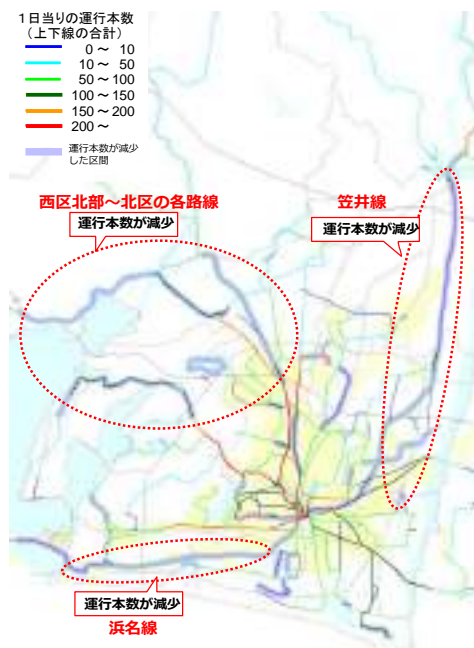 1日当りの運行本数
(上下線の合計)
0 ~ 10
10 ~ 50
50 ~ 100
100 ~ 150
150 ~ 200
200 ~
運行本数が減少
した区間
西区北部~北区の各路線
運行本数が減少
笠井線
運行本数が減少
運行本数が減少
浜名線